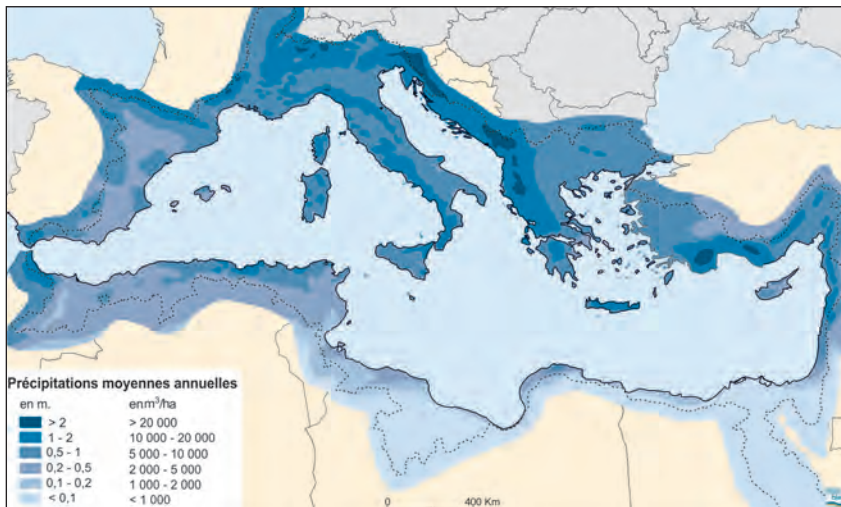 Précipitations moyennes annuelles
en m. en m³/ha
> 2 > 20 000
1 - 2 10 000 - 20 000
0,5 - 1 5 000 - 10 000
0,2 - 0,5 2 000 - 5 000
0,1 - 0,2 1 000 - 2 000
< 0,1 < 1 000
0 400 Km